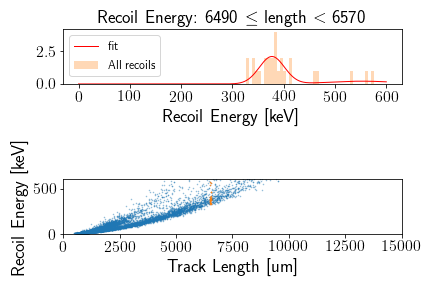 Recoil Energy: 6490 ≤ length < 6570
2.5
0.0
fit
All recoils
0 100 200 300 400 500 600
Recoil Energy [keV]
Recoil Energy [keV]
500
0
0 2500 5000 7500 10000 12500 15000
Track Length [um]